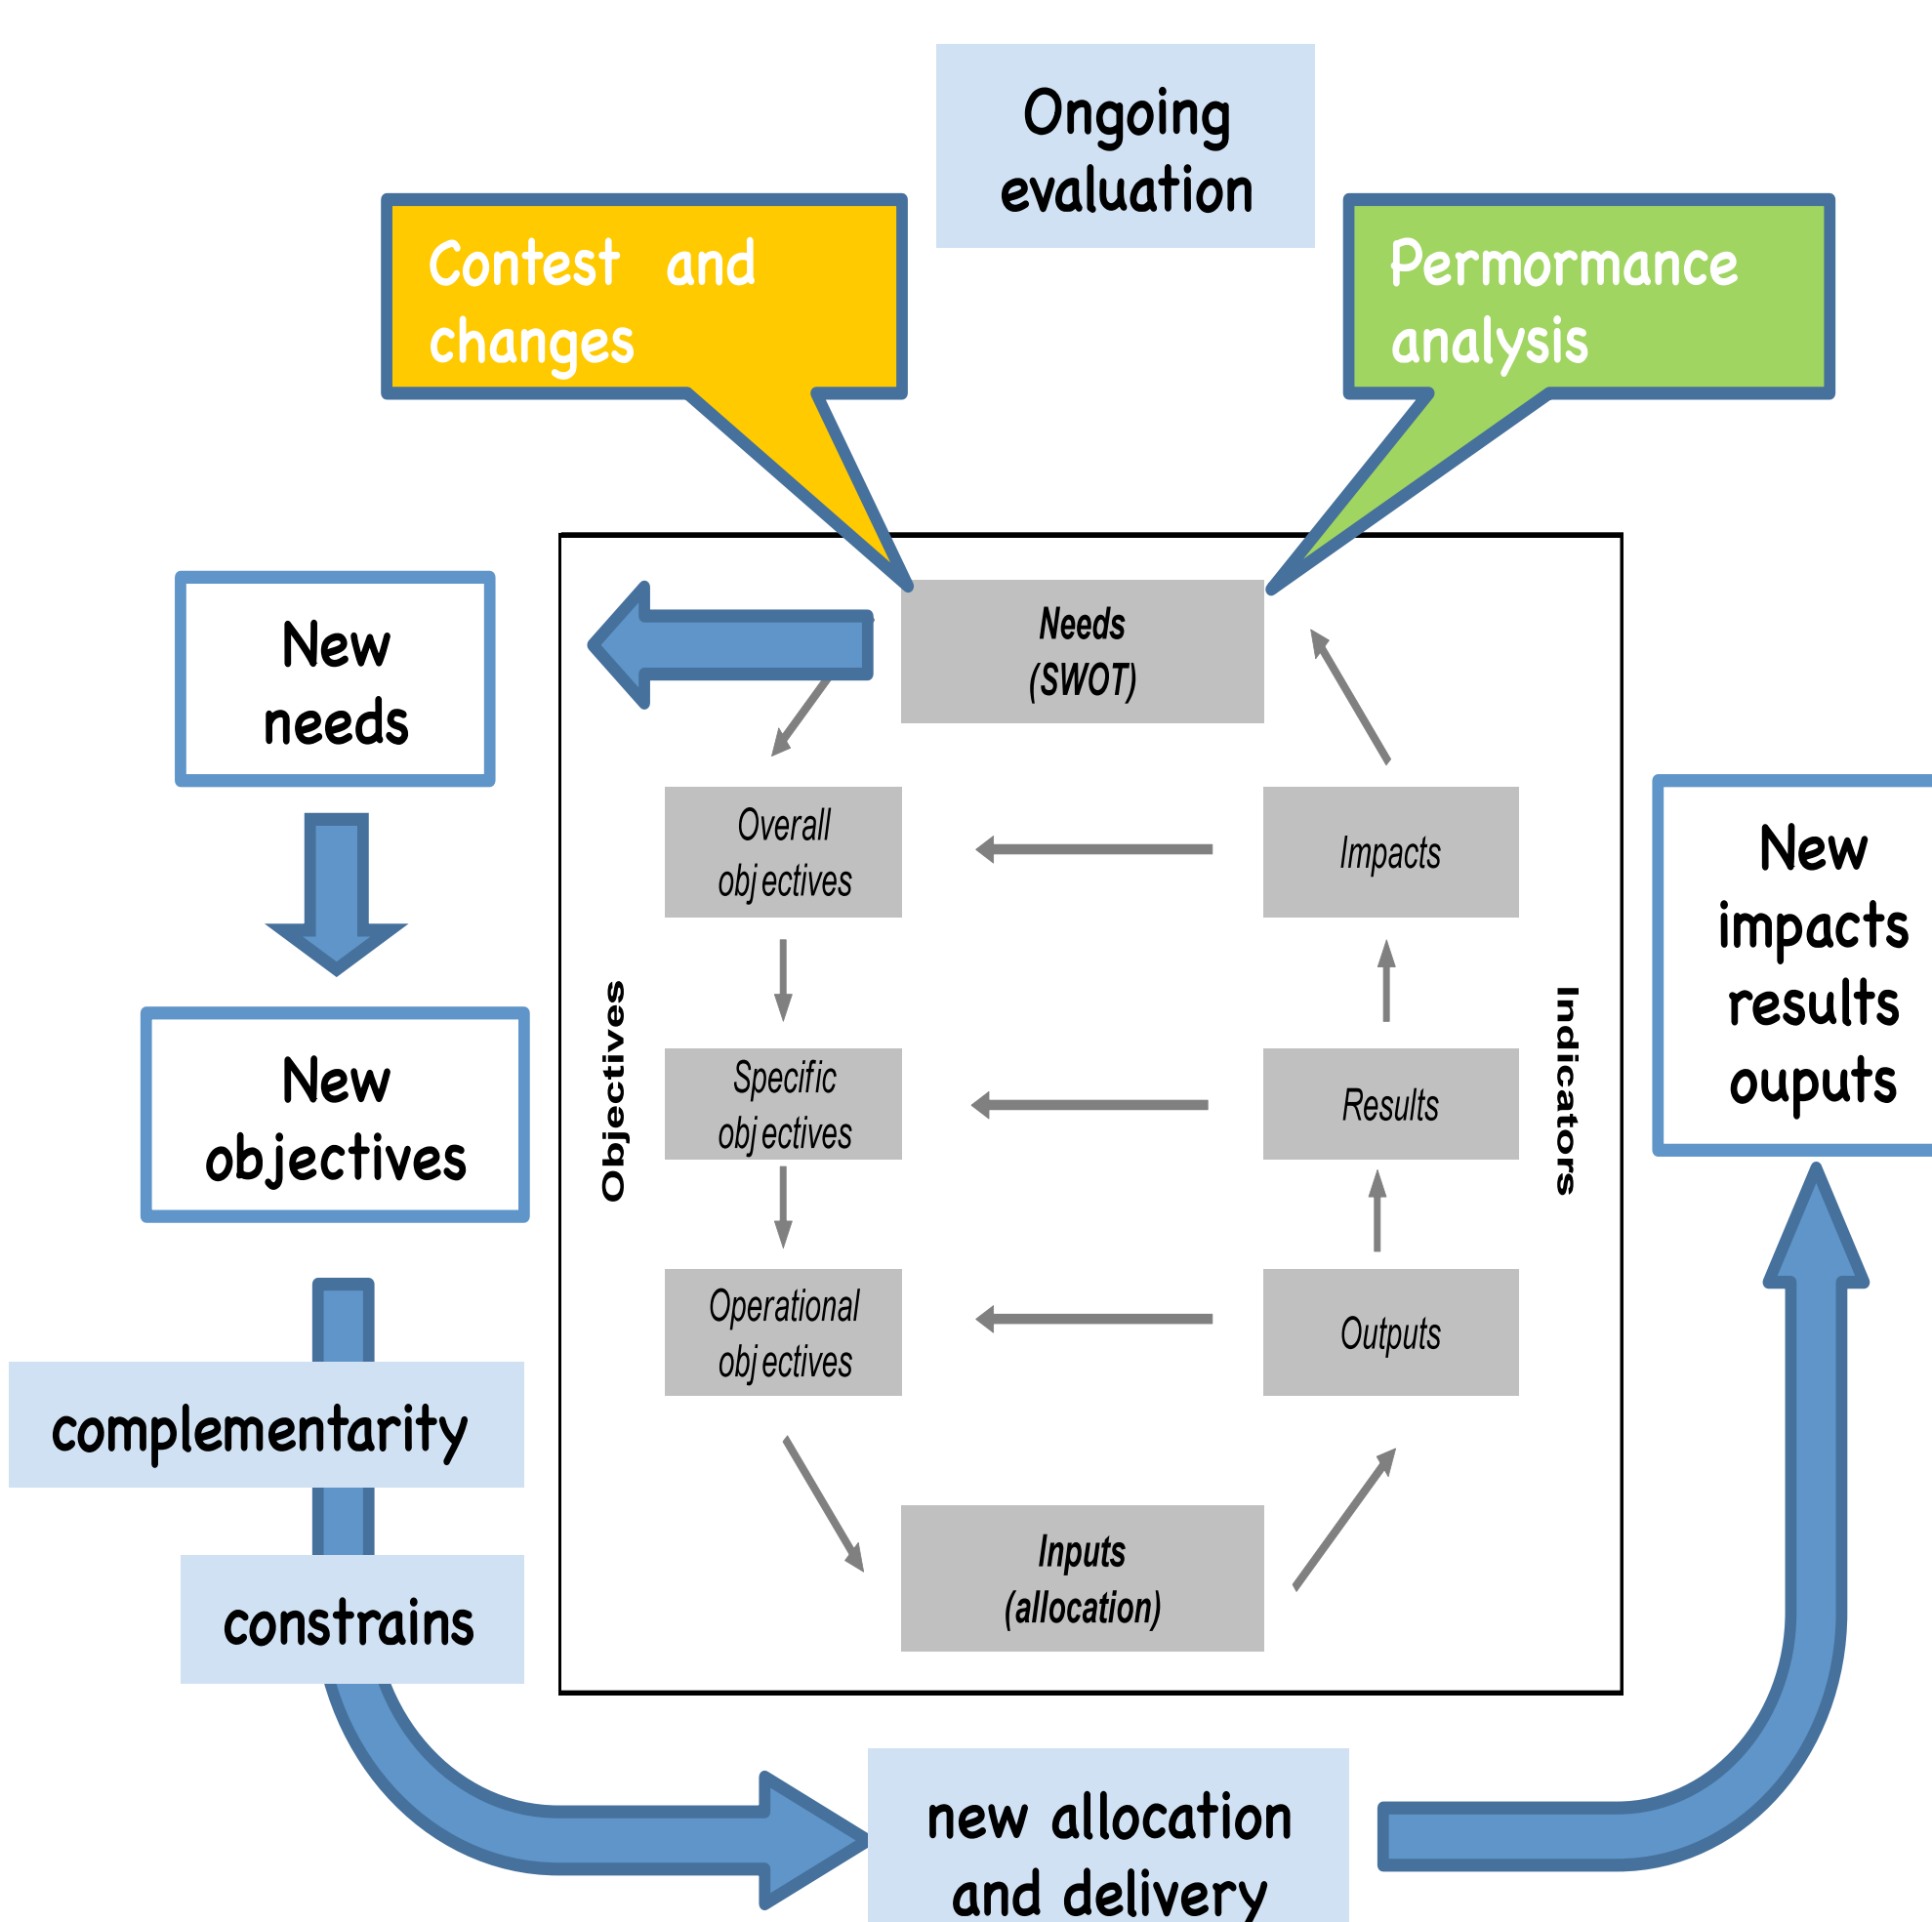 Ongoing
evaluation
Contest and
changes
Permormance
analysis
New
needs
Needs
(SWOT)
Overall
objectives
Impacts
New
impacts
results
ouputs
Objectives
Indicators
New
objectives
Specific
objectives
Results
Operational
objectives
Outputs
complementarity
constrains
Inputs
(allocation)
new allocation
and delivery